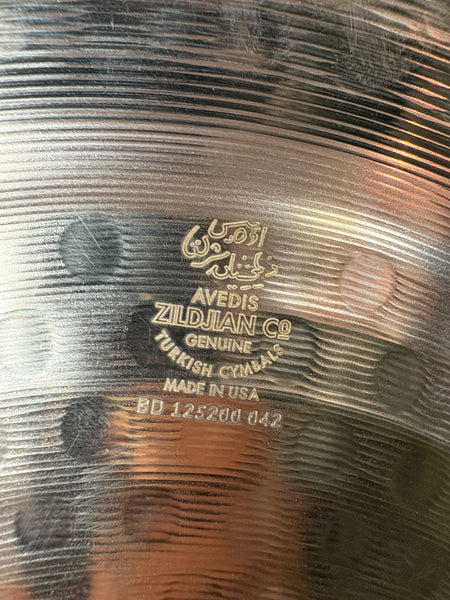 AVEDIS
ZILDJIAN Cº
GENUINE
TURKISH CYMBALS
MADE IN USA
BD 125200 042